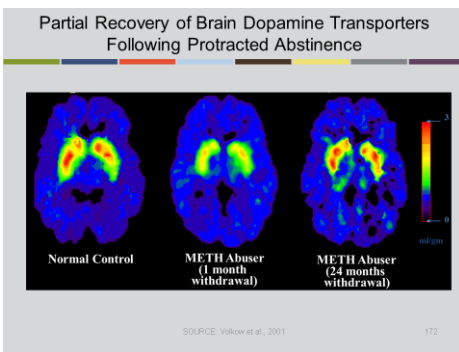 Partial Recovery of Brain Dopamine Transporters
Following Protracted Abstinence
3
0
ml/gm
Normal Control
METH Abuser
(1 month
withdrawal)
METH Abuser
(24 months
withdrawal)
SOURCE: Volkow et al., 2001
172